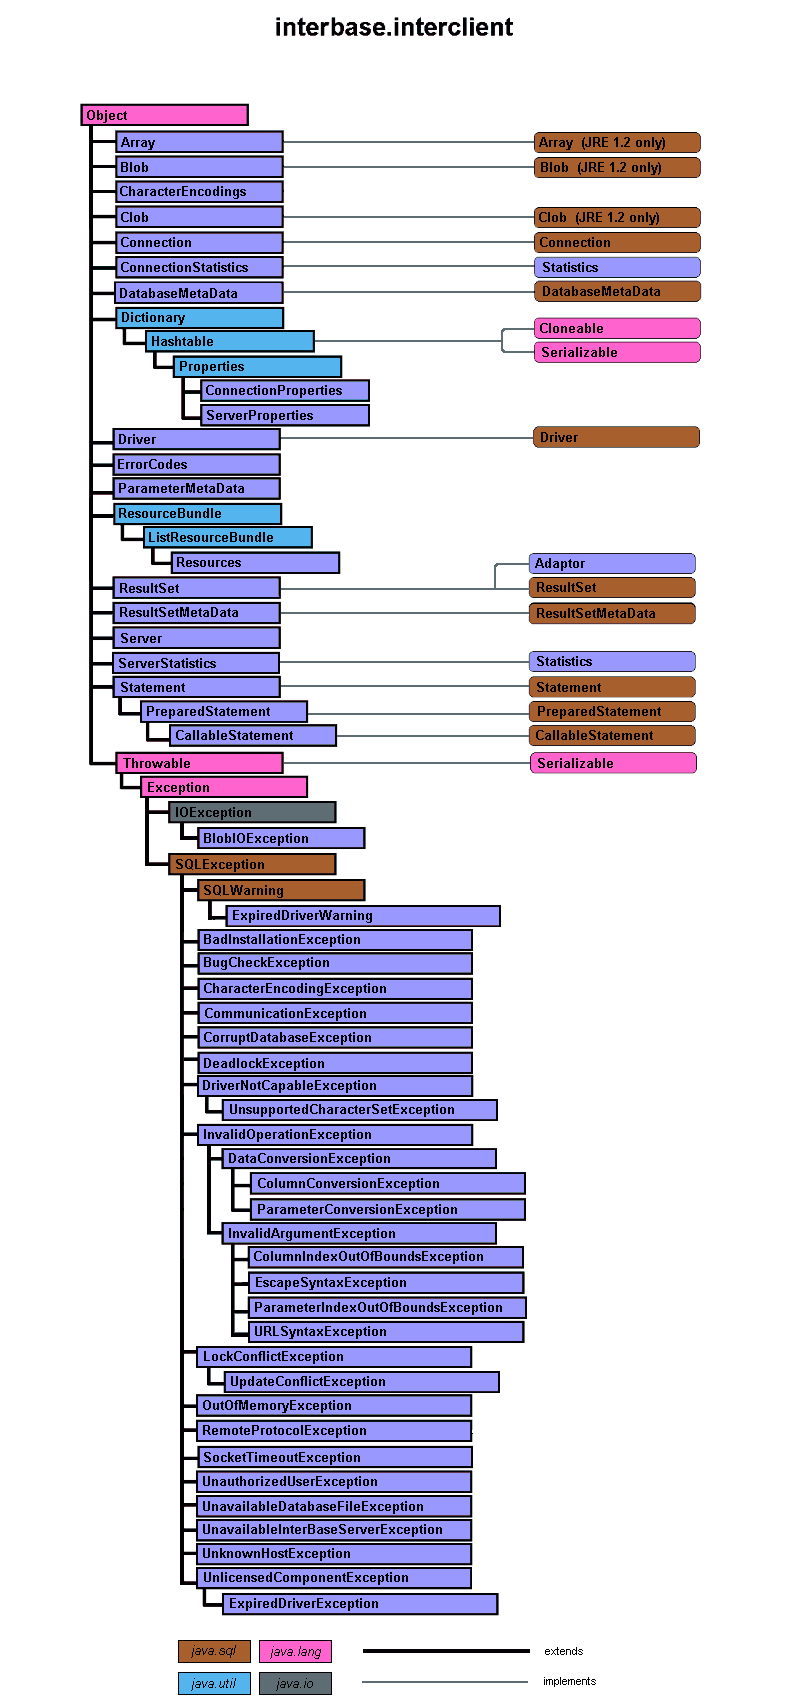 interbase.interclient
Object
Array Array (JRE 1.2 only)
Blob Blob (JRE 1.2 only)
CharacterEncodings
Clob Clob (JRE 1.2 only)
Connection Connection
ConnectionStatistics Statistics
DatabaseMetaData DatabaseMetaData
Dictionary
Cloneable
Hashtable
Serializable
Properties
ConnectionProperties
ServerProperties
Driver Driver
ErrorCodes
ParameterMetaData
ResourceBundle
ListResourceBundle
Resources Adaptor
ResultSet ResultSet
ResultSetMetaData ResultSetMetaData
Server
ServerStatistics Statistics
Statement Statement
PreparedStatement PreparedStatement
CallableStatement CallableStatement
Throwable Serializable
Exception
IOException
BlobIOException
SQLException
SQLWarning
ExpiredDriverWarning
BadInstallationException
BugCheckException
CharacterEncodingException
CommunicationException
CorruptDatabaseException
DeadlockException
DriverNotCapableException
UnsupportedCharacterSetException
InvalidOperationException
DataConversionException
ColumnConversionException
ParameterConversionException
InvalidArgumentException
ColumnIndexOutOfBoundsException
EscapeSyntaxException
ParameterIndexOutOfBoundsException
URLSyntaxException
LockConflictException
UpdateConflictException
OutOfMemoryException
RemoteProtocolException
SocketTimeoutException
UnauthorizedUserException
UnavailableDatabaseFileException
UnavailableInterBaseServerException
UnknownHostException
UnlicensedComponentException
ExpiredDriverException
java.sql java.lang extends
java.util java.io implements